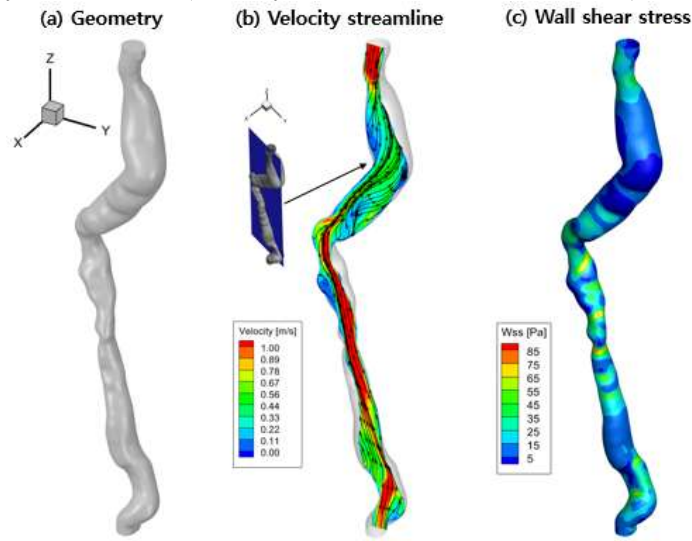 (a) Geometry
(b) Velocity streamline
(c) Wall shear stress
Z
X
Y
Velocity [m/s]
1.00
0.89
0.78
0.67
0.56
0.44
0.33
0.22
0.11
0.00
Wss [Pa]
85
75
65
55
45
35
25
15
5